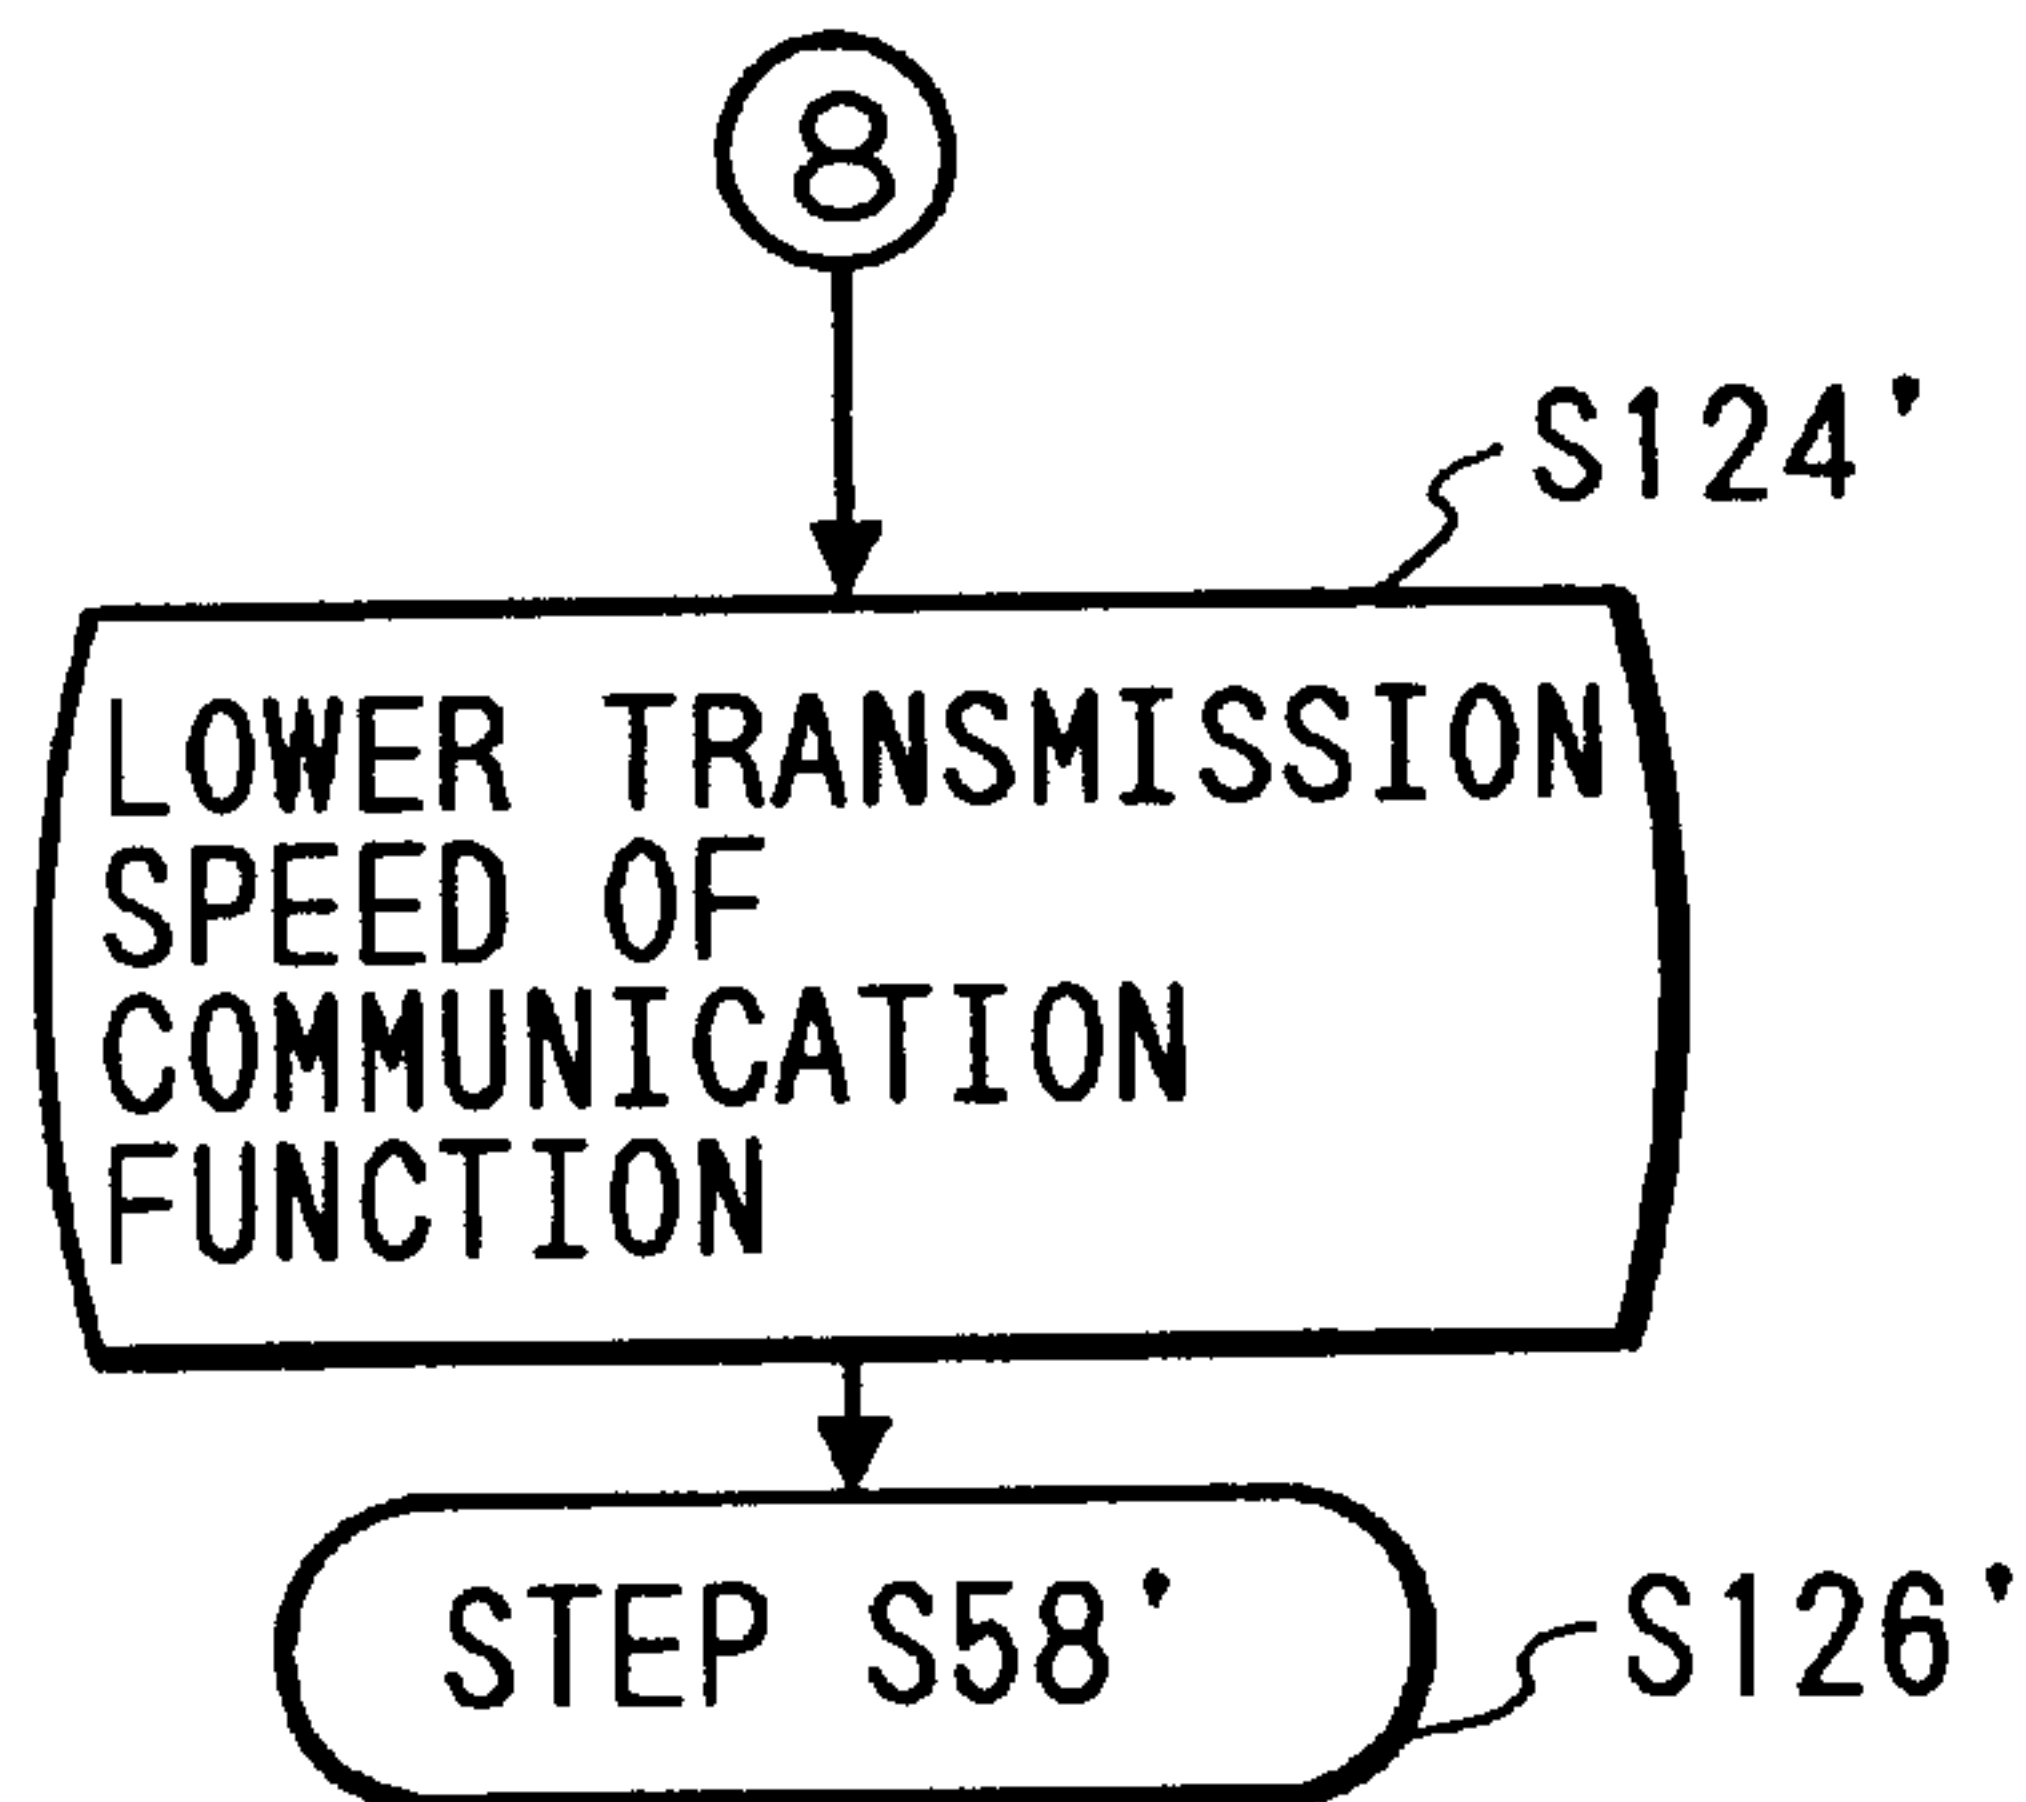 8
S124'
LOWER TRANSMISSION
SPEED OF
COMMUNICATION
FUNCTION
STEP S58'
S126'